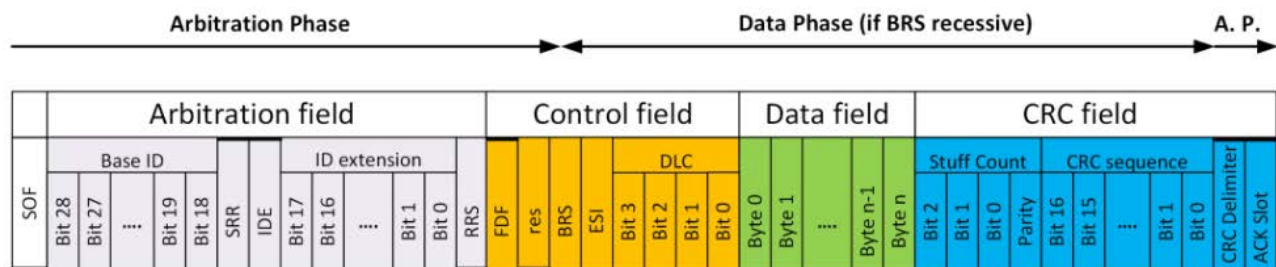 Arbitration Phase Data Phase (if BRS recessive) A. P.
Arbitration field Control field Data field CRC field
Base ID ID extension DLC Stuff Count CRC sequence
SOF Bit 28 Bit 27 .... Bit 19 Bit 18 SRR IDE Bit 17 Bit 16 .... Bit 1 Bit 0 RRS FDF res BRS ESI Bit 3 Bit 2 Bit 1 Bit 0 Byte 0 Byte 1 .... Byte n-1 Byte n Bit 2 Bit 1 Bit 0 Parity Bit 16 Bit 15 .... Bit 1 Bit 0 CRC Delimiter ACK Slot